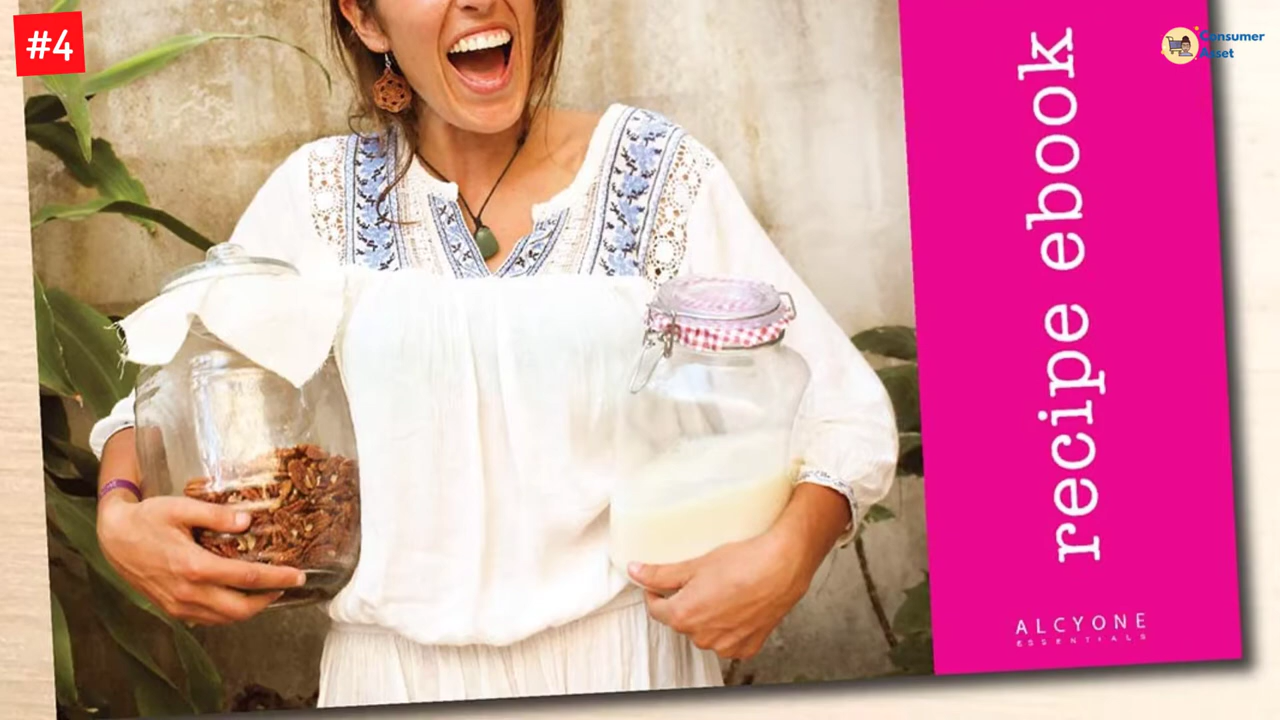 #4
Consumer
Asset
recipe ebook
ALCYONE
ESSENTIALS